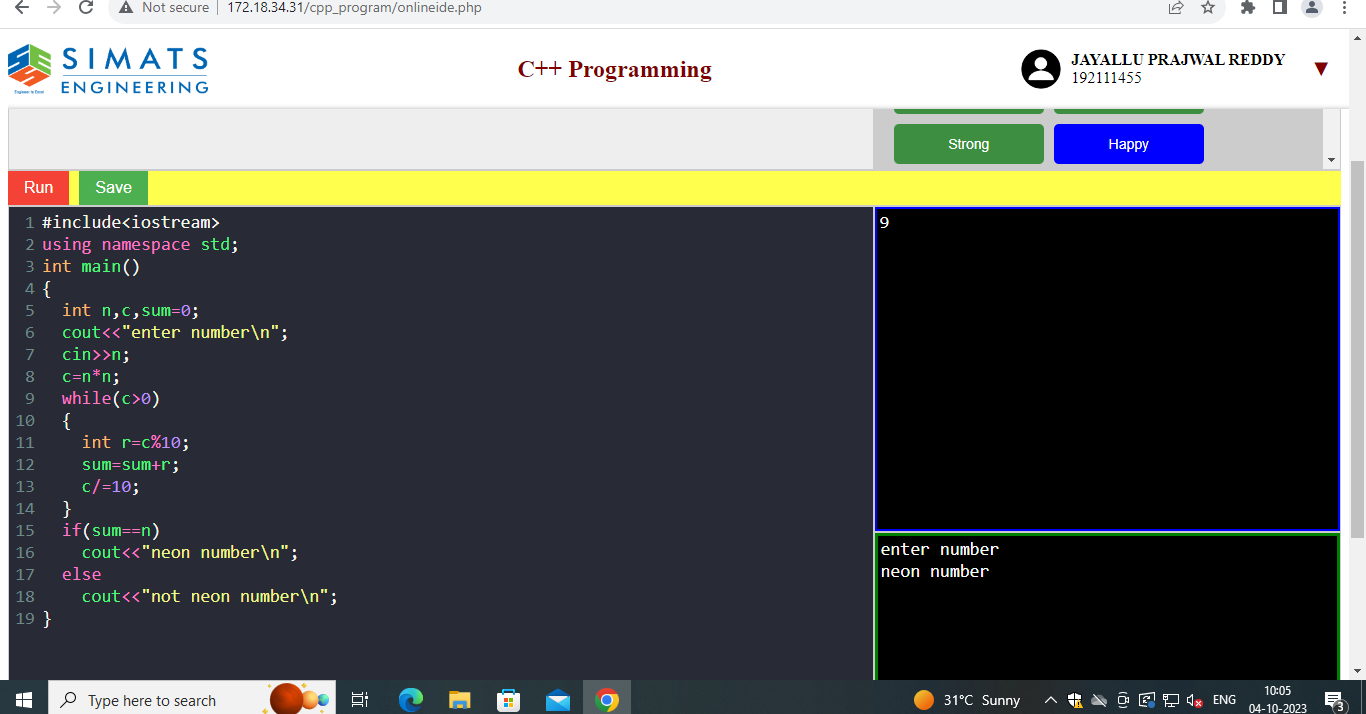 Not secure | 172.18.34.31/cpp_program/onlineide.php
SIMATS
ENGINEERING
C++ Programming
JAYALLU PRAJWAL REDDY
192111455
Strong
Happy
Run
Save
1 #include<iostream>
2 using namespace std;
3 int main()
4 {
5 int n,c,sum=0;
6 cout<<"enter number\n";
7 cin>>n;
8 c=n*n;
9 while(c>0)
10 {
11 int r=c%10;
12 sum=sum+r;
13 c/=10;
14 }
15 if(sum==n)
16 cout<<"neon number\n";
17 else
18 cout<<"not neon number\n";
19 }
9
enter number
neon number
Type here to search
31°C Sunny
ENG
10:05
04-10-2023
3